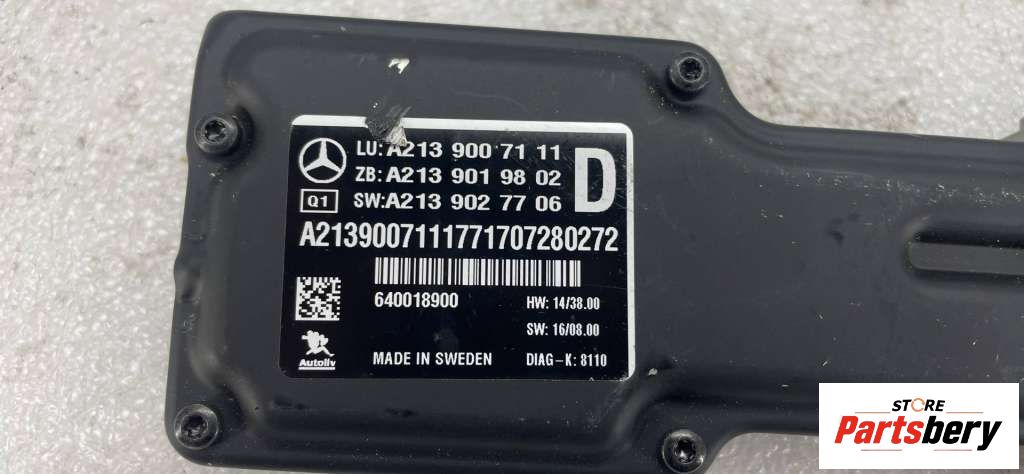 LU: A213 900 71 11
ZB: A213 901 98 02
D
Q1
SW: A213 902 77 06
A2139007111771707280272
640018900
HW: 14/38.00
SW: 16/08.00
Autoliv
MADE IN SWEDEN
DIAG-K: 8110
STORE
Partsbery